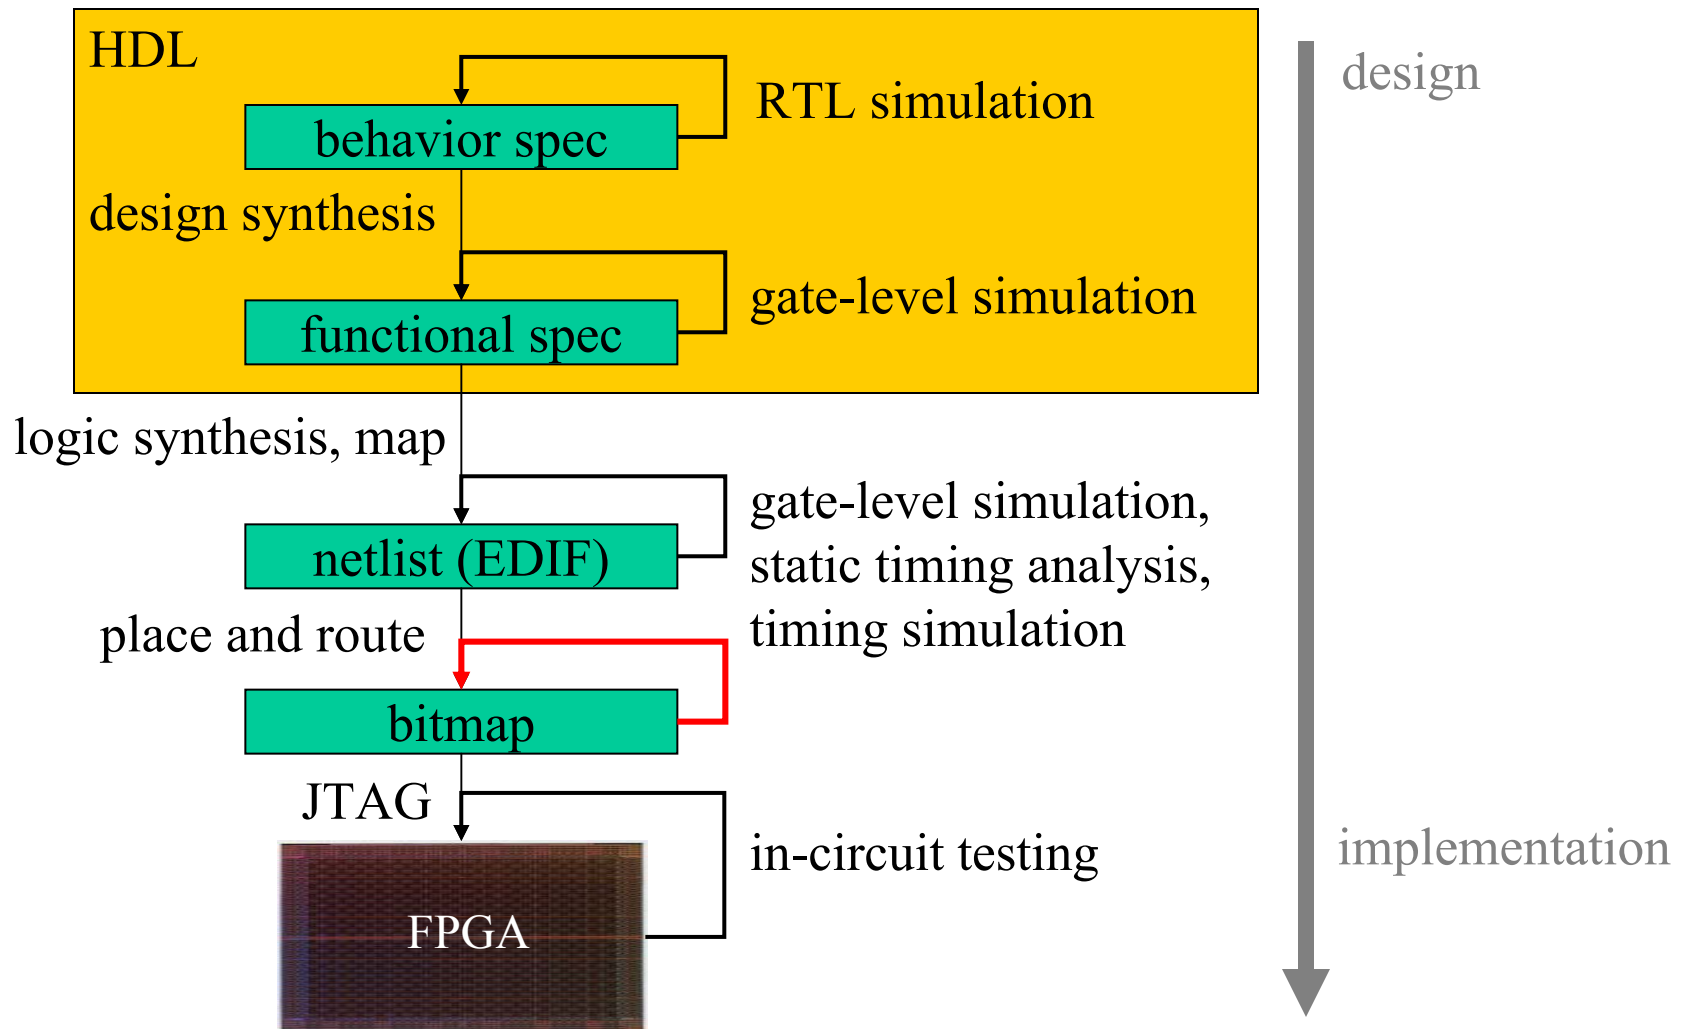 HDL
design
RTL simulation
behavior spec
design synthesis
gate-level simulation
functional spec
logic synthesis, map
gate-level simulation,
static timing analysis,
timing simulation
netlist (EDIF)
place and route
bitmap
JTAG
in-circuit testing
implementation
FPGA